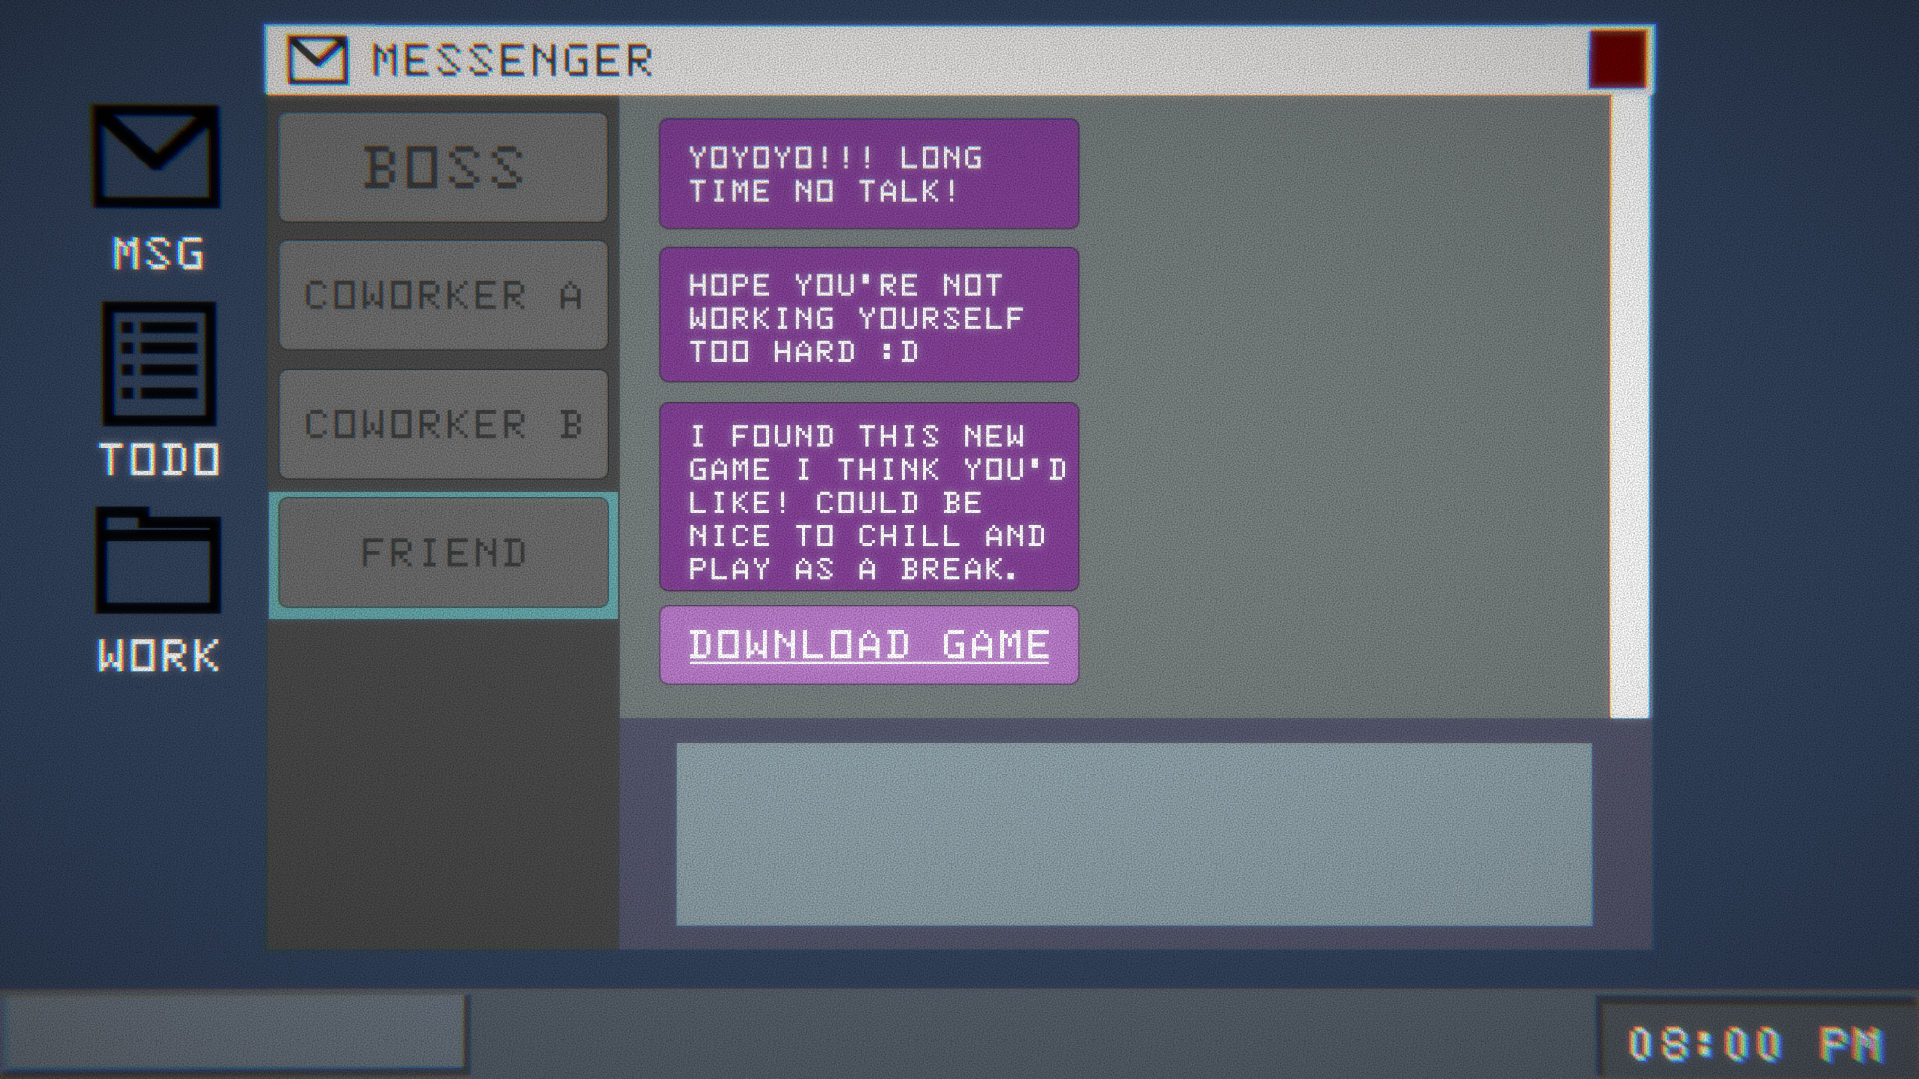 MESSENGER
MSG
TODO
WORK
BOSS
COWORKER A
COWORKER B
FRIEND
YOYOYO!!! LONG
TIME NO TALK!
HOPE YOU'RE NOT
WORKING YOURSELF
TOO HARD :D
I FOUND THIS NEW
GAME I THINK YOU'D
LIKE! COULD BE
NICE TO CHILL AND
PLAY AS A BREAK.
DOWNLOAD GAME
08:00 PM